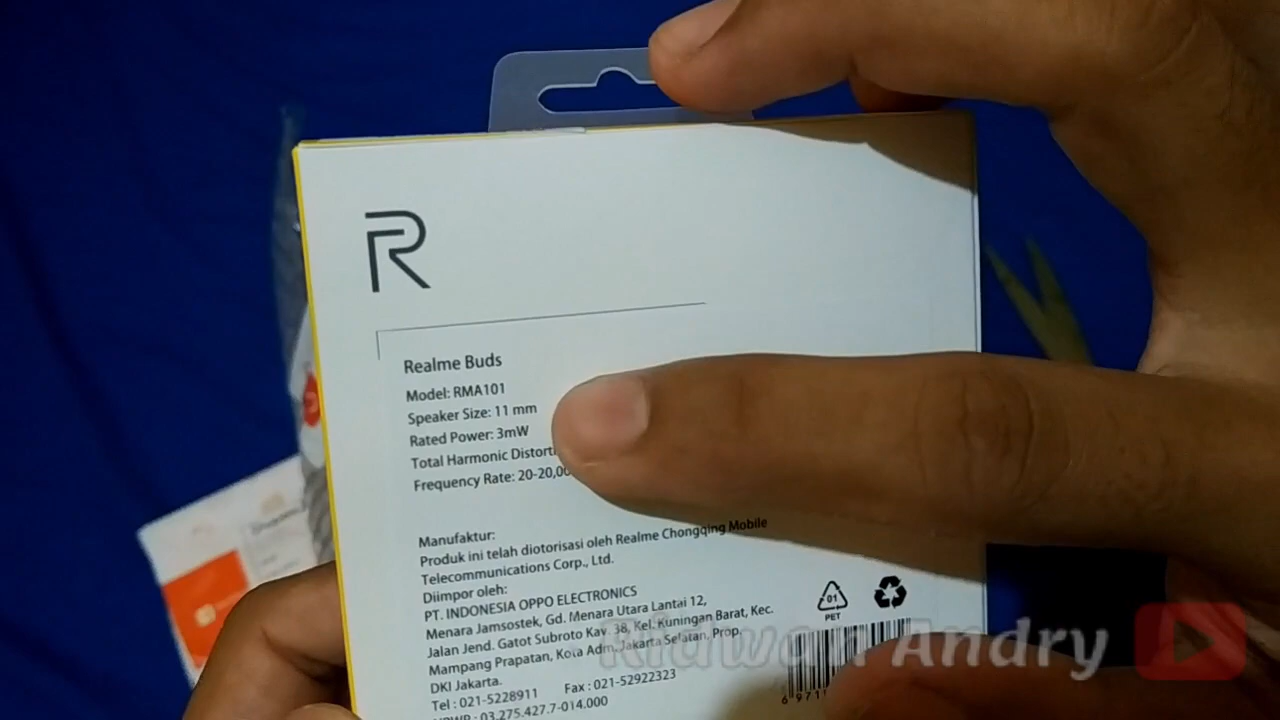 R
Realme Buds
Model: RMA101
Speaker Size: 11 mm
Rated Power: 3mW
Total Harmonic Distorti
Frequency Rate: 20-20,00
Manufaktur:
Produk ini telah diotorisasi oleh Realme Chongqing Mobile
Telecommunications Corp., Ltd.
Diimpor oleh:
PT. INDONESIA OPPO ELECTRONICS
Menara Jamsostek, Gd. Menara Utara Lantai 12,
Jalan Jend. Gatot Subroto Kav. 38, Kel. Kuningan Barat, Kec.
Mampang Prapatan, Kota Adm. Jakarta Selatan, Prop.
DKI Jakarta.
Tel : 021-5228911 Fax : 021-52922323
NPWP : 03.275.427.7-014.000
01
PET
6 971
Ridwan Andry